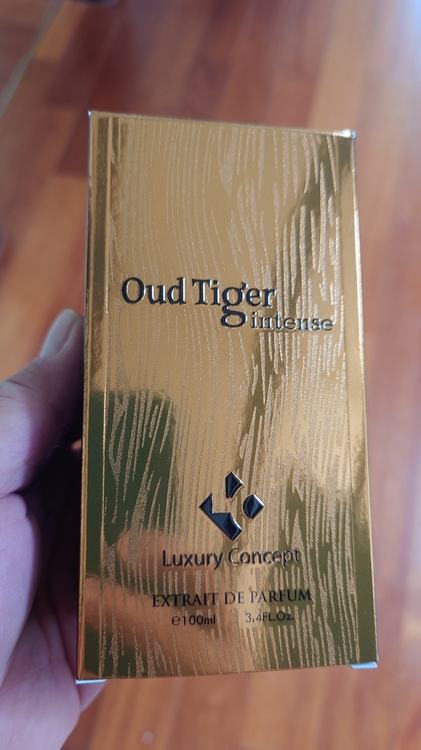 Oud Tiger
intense
Luxury Concept
EXTRAIT DE PARFUM
e100ml 3.4FL.Oz.